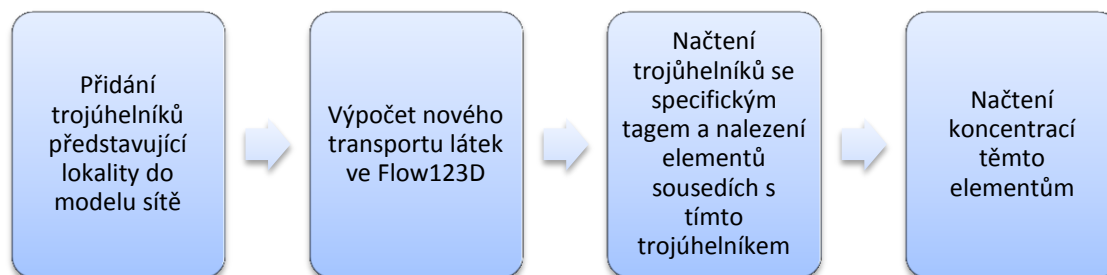 Přidání
trojúhelníků
představující
lokality do
modelu sítě
Výpočet nového
transportu látek
ve Flow123D
Načtení
trojůhelníků se
specifickým
tagem a nalezení
elementů
sousedích s
tímto
trojúhelníkem
Načtení
koncentrací
těmto
elementům